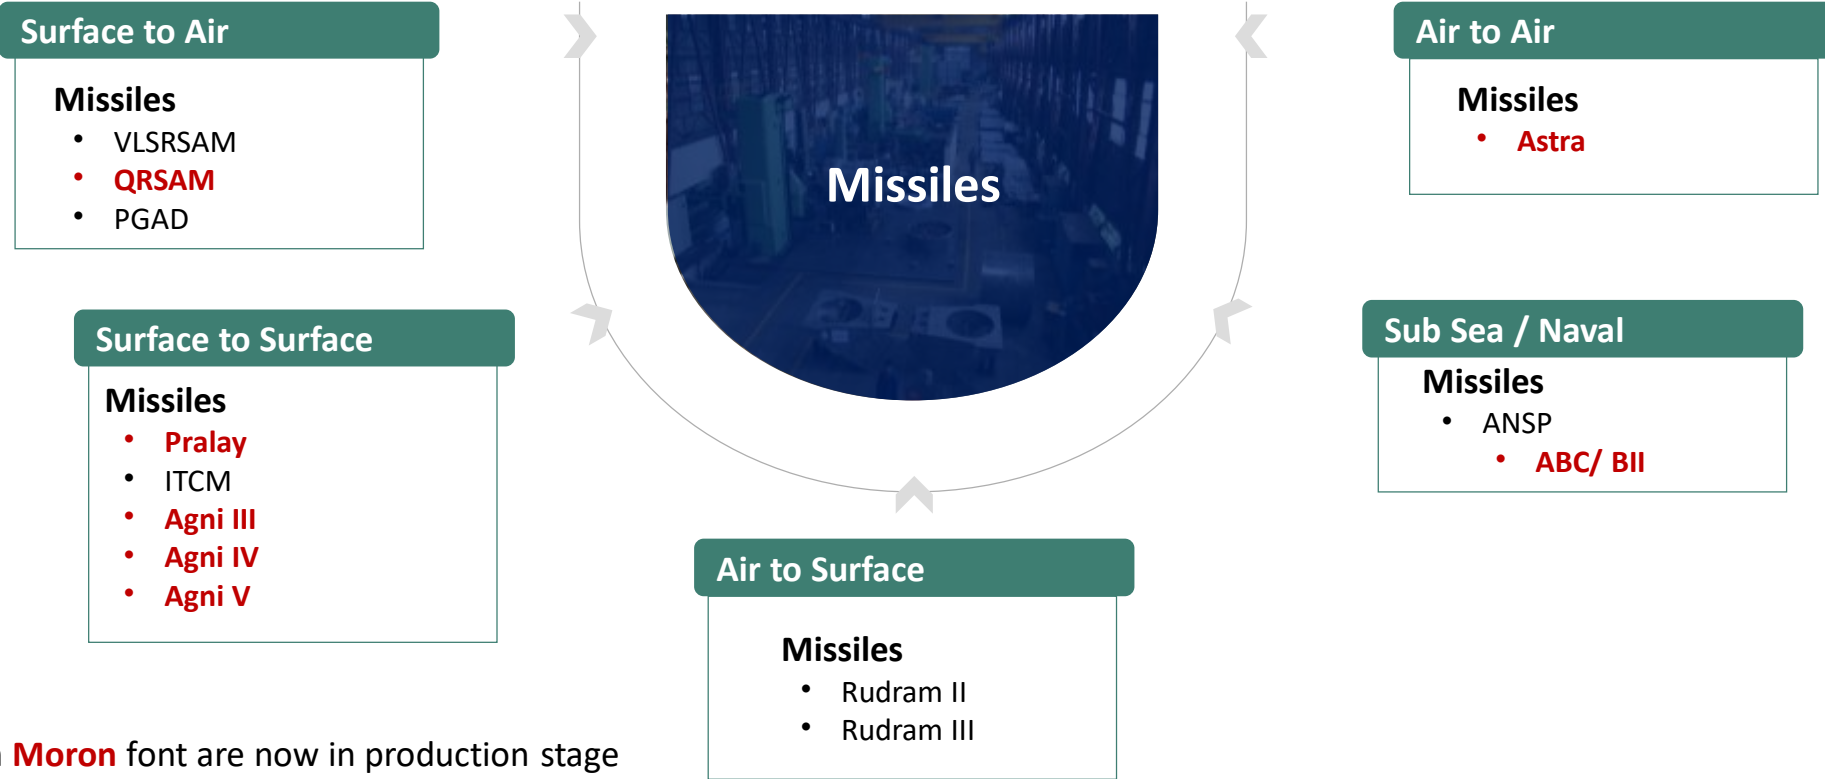 Surface to Air
Missiles
• VLSRSAM
• QRSAM
• PGAD
Surface to Surface
Missiles
• Pralay
• ITCM
• Agni III
• Agni IV
• Agni V
Missiles
Air to Surface
Missiles
• Rudram II
• Rudram III
Air to Air
Missiles
• Astra
Sub Sea / Naval
Missiles
• ANSP
• ABC/ BII
Moron font are now in production stage